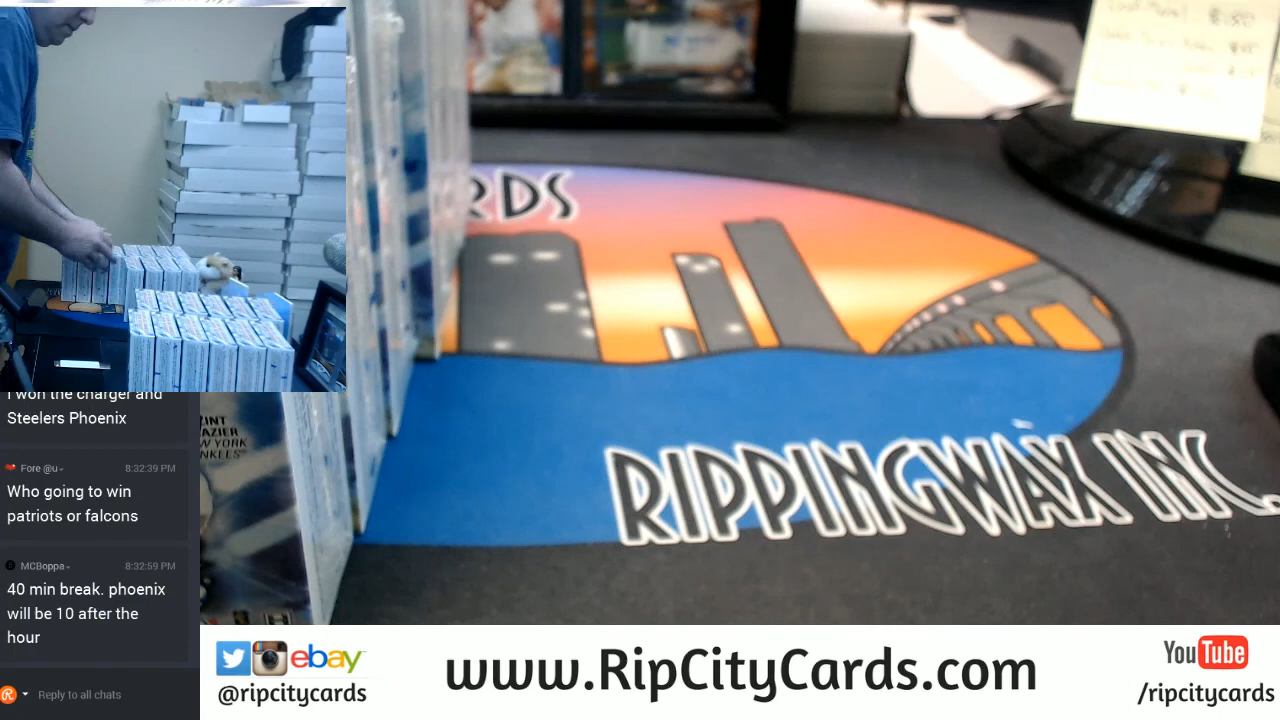 RDS
RIPPINGWAX INC.
I won the charger and
Steelers Phoenix
Fore @u
8:32:39 PM
Who going to win
patriots or falcons
MCBoppa
8:32:59 PM
40 min break. phoenix
will be 10 after the
hour
Reply to all chats
NEW YORK
ebay
@ripcitycards
www.RipCityCards.com
YouTube
/ripcitycards